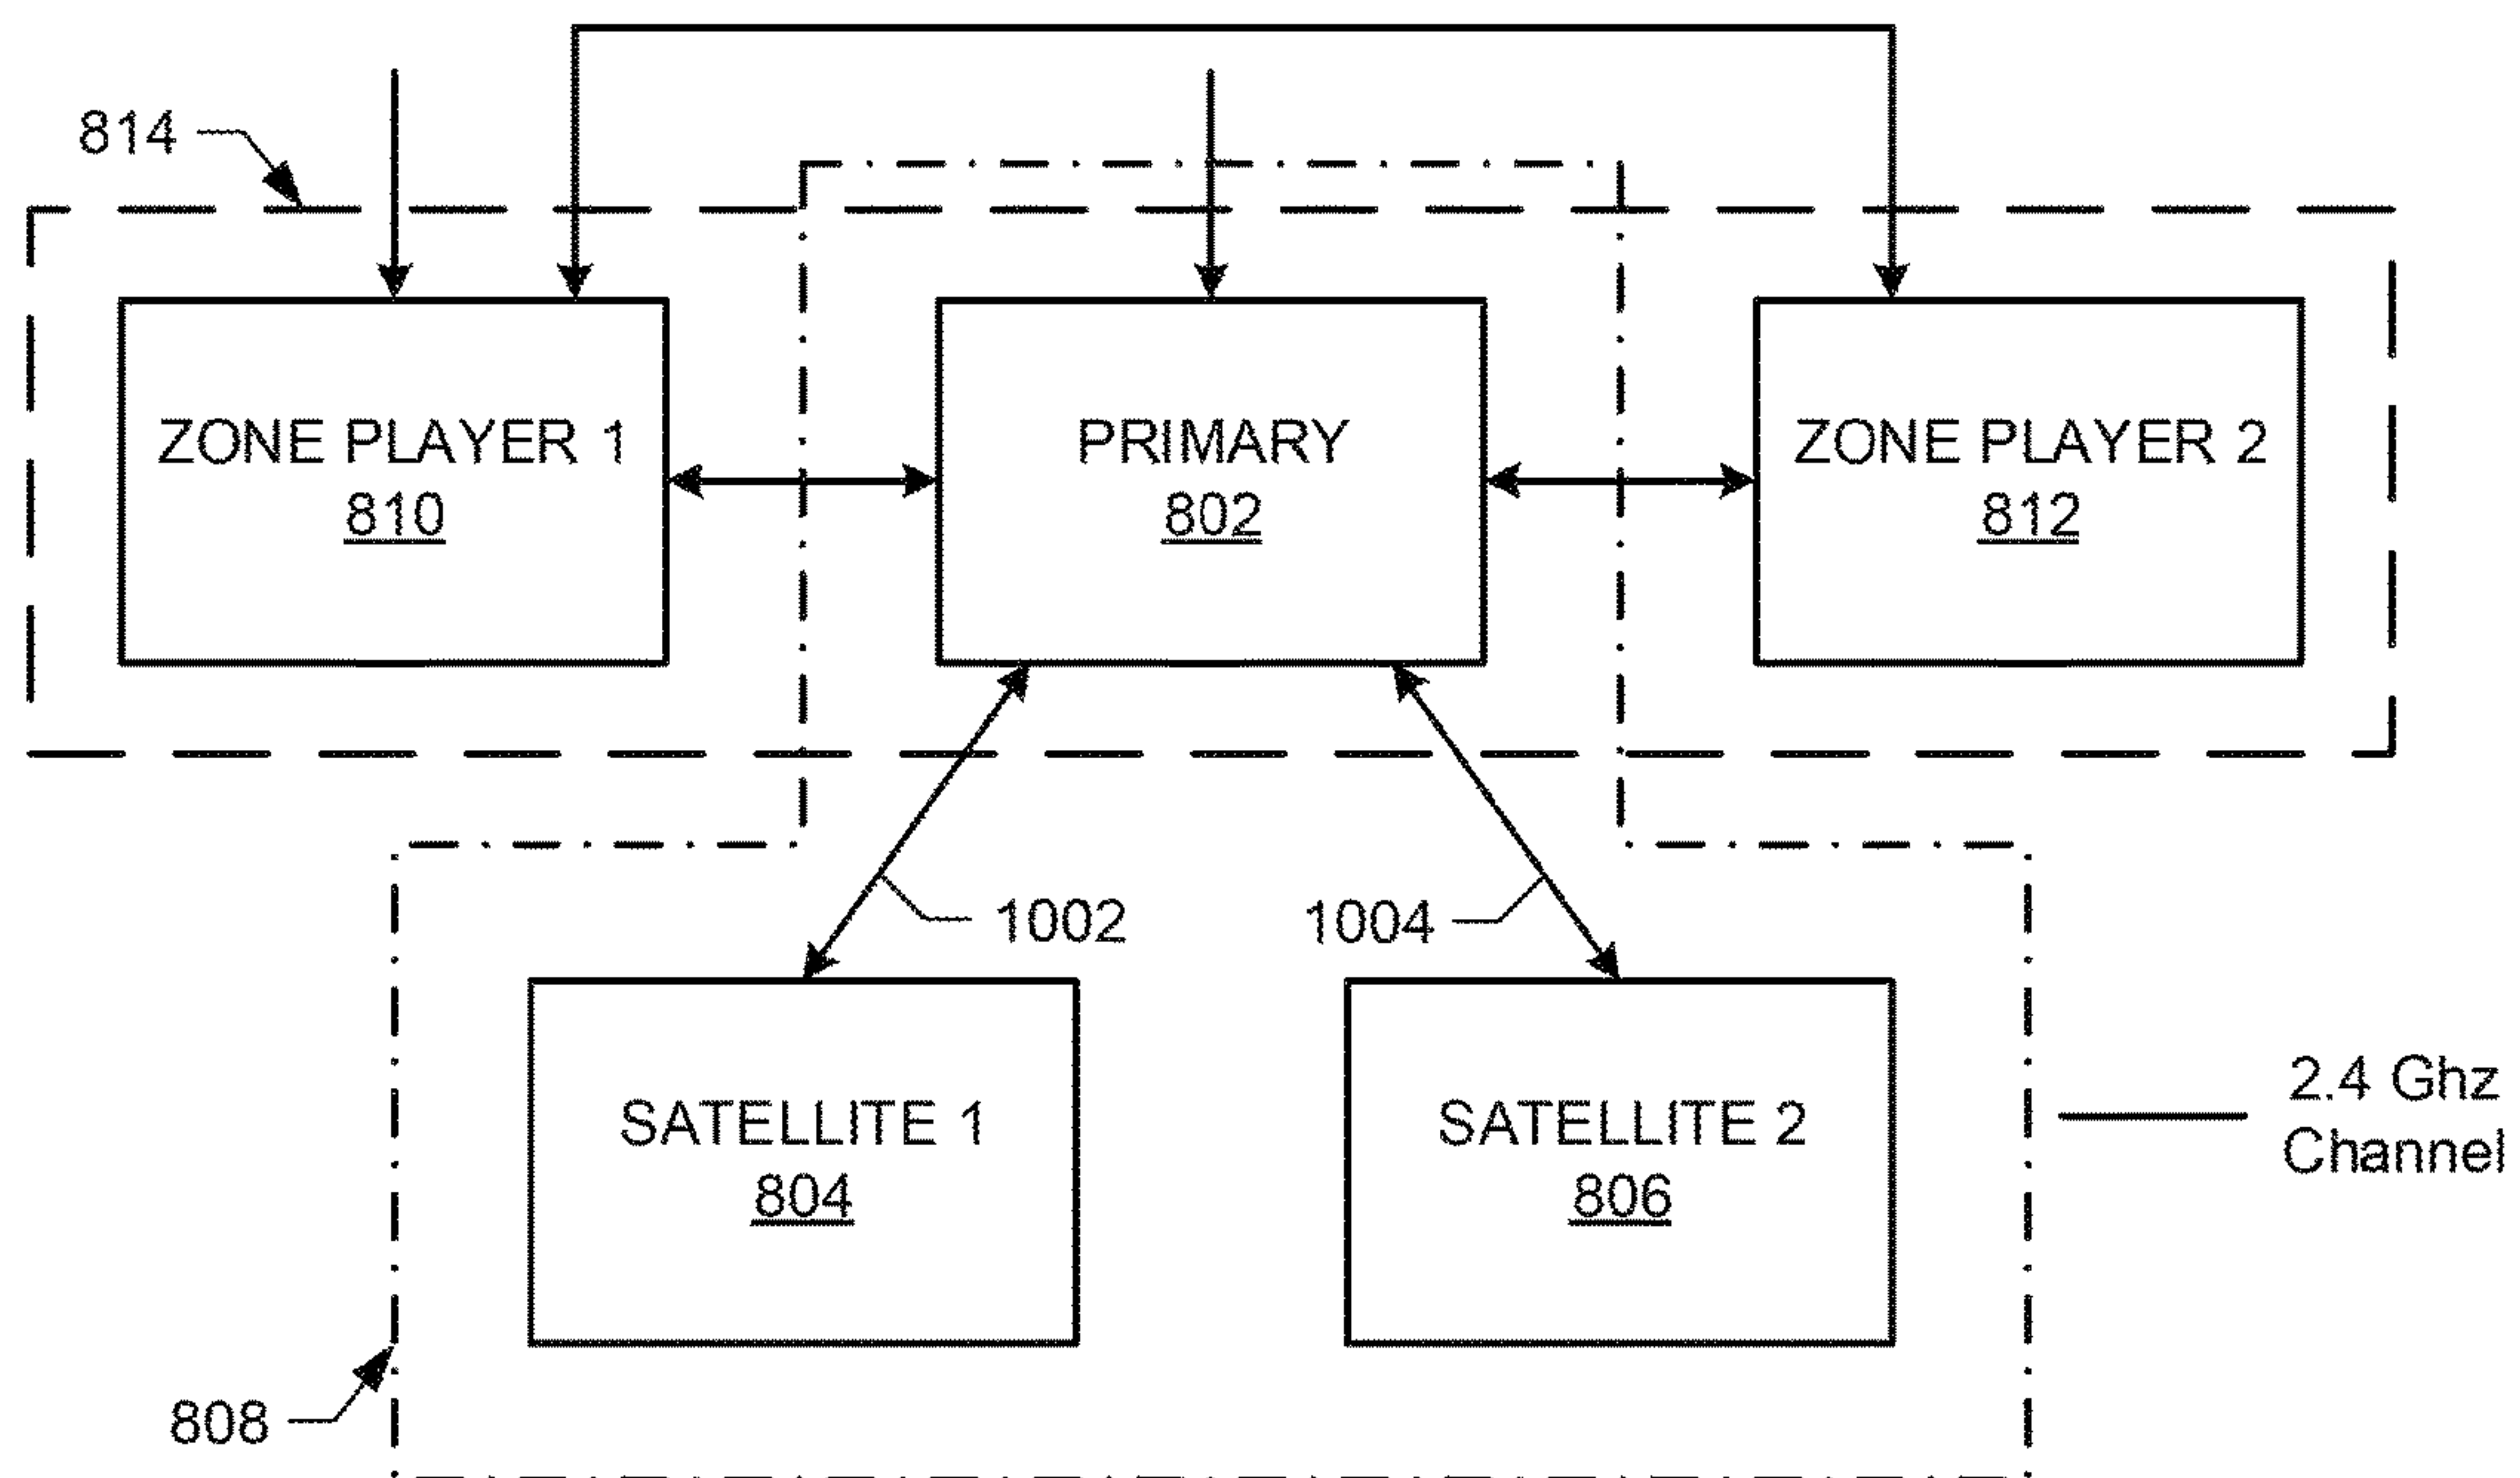 814
ZONE PLAYER 1
810
PRIMARY
802
ZONE PLAYER 2
812
1002
1004
SATELLITE 1
804
SATELLITE 2
806
2.4 Ghz
Channel
808